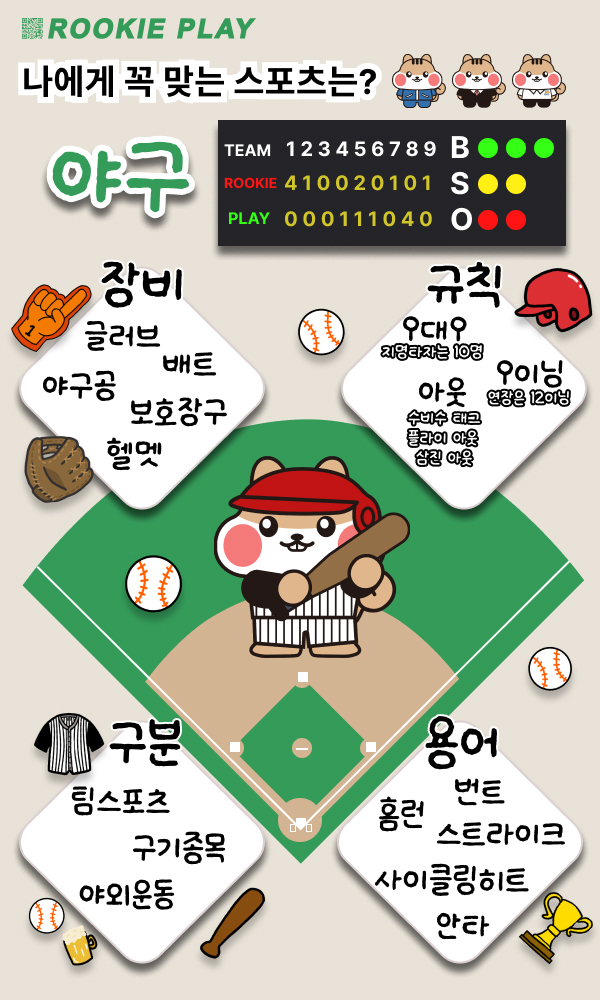 ROOKIE PLAY
나에게 꼭 맞는 스포츠는?
야구
TEAM 1 2 3 4 5 6 7 8 9 B
ROOKIE 4 1 0 0 2 0 1 0 1 S
PLAY 0 0 0 1 1 1 0 4 0 O
장비
글러브
배트
야구공
보호장구
헬멧
1
규칙
9대9
지명타자는 10명
9이닝
연장은 12이닝
아웃
수비수 태그
플라이 아웃
삼진 아웃
구분
팀스포츠
구기종목
야외운동
용어
번트
홈런
스트라이크
사이클링히트
안타